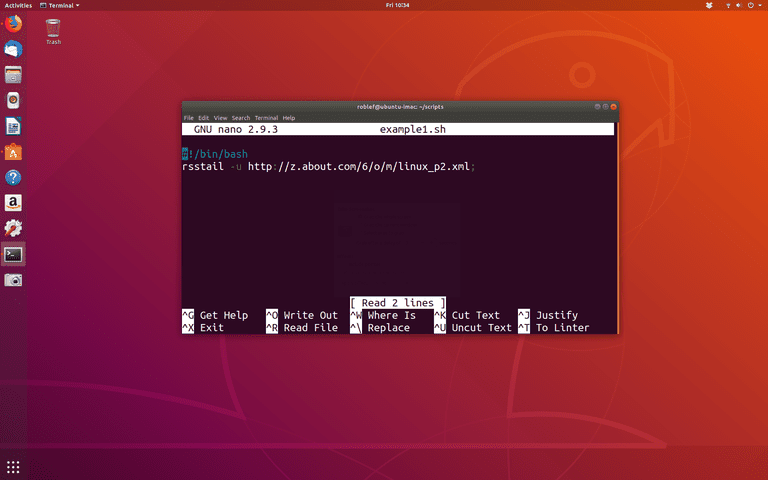 Activities Terminal Fri 10:34
Trash
roblef@ubuntu-imac: ~/scripts
File Edit View Search Terminal Help
GNU nano 2.9.3 example1.sh
#!/bin/bash
rsstail -u http://z.about.com/6/o/m/linux_p2.xml;
[ Read 2 lines ]
^G Get Help ^O Write Out ^W Where Is ^K Cut Text ^J Justify
^X Exit ^R Read File ^\ Replace ^U Uncut Text ^T To Linter